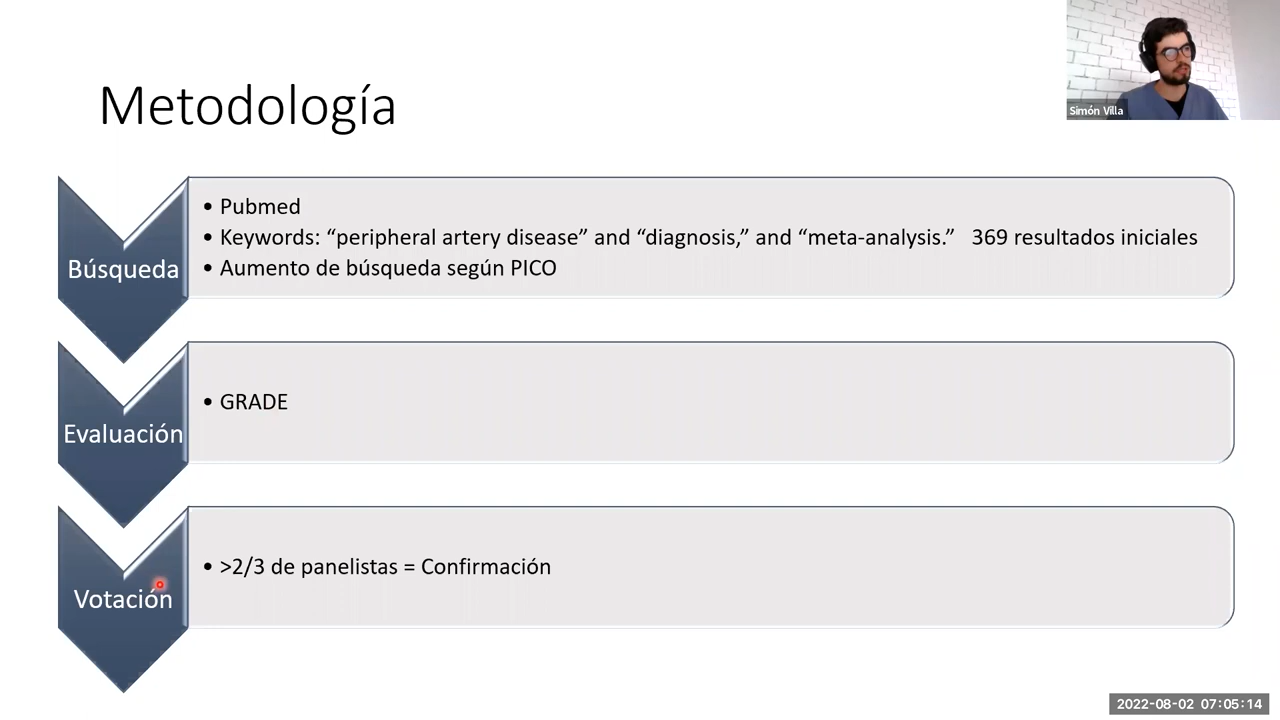 Metodología
Simón Villa
Búsqueda
• Pubmed
• Keywords: “peripheral artery disease” and “diagnosis,” and “meta-analysis.” 369 resultados iniciales
• Aumento de búsqueda según PICO
Evaluación
• GRADE
Votación
• >2/3 de panelistas = Confirmación
2022-08-02 07:05:14